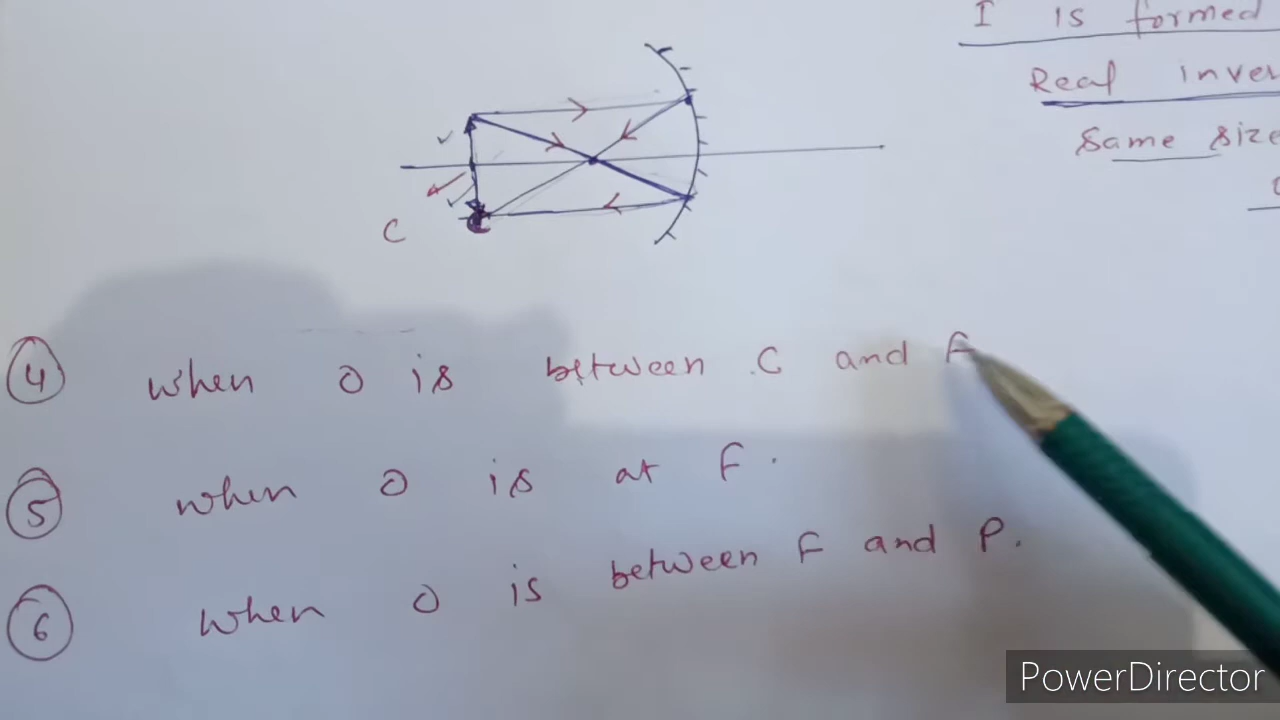 I is formed
Real inver
Same size
C
④ when O is between C and F
⑤ when O is at F.
⑥ when O is between F and P.
PowerDirector